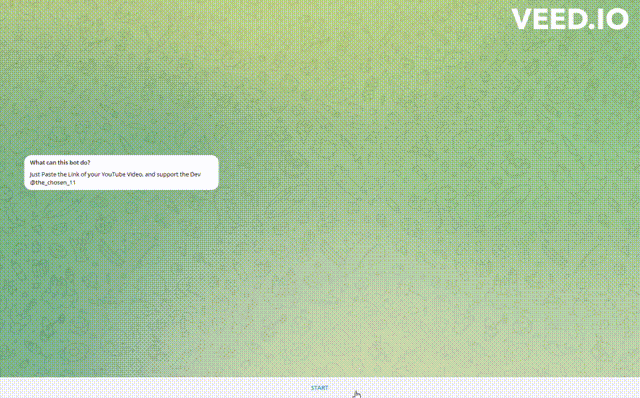 VEED.IO
What can this bot do?
Just Paste the Link of your YouTube Video, and support the Dev
@the_chosen_11
START